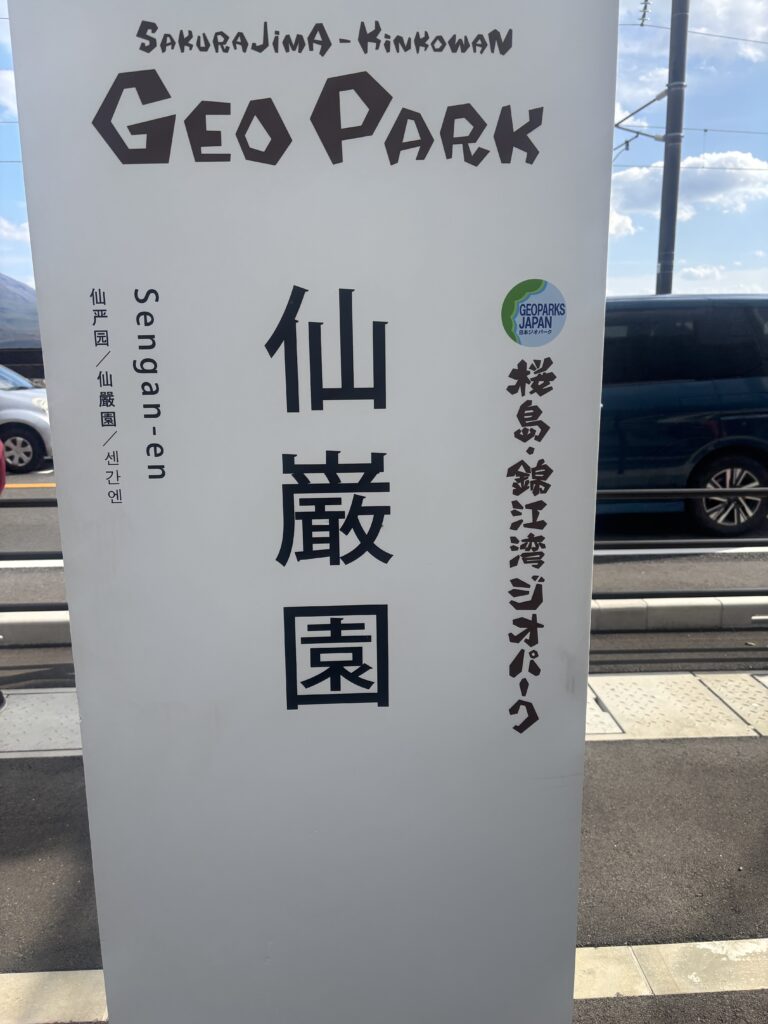 SAKURAJIMA-KINKOWAN
GEO PARK
GEOPARKS
JAPAN
日本ジオパーク
桜島・錦江湾ジオパーク
仙巌園
Sengan-en
仙严园／仙嚴園／센간엔